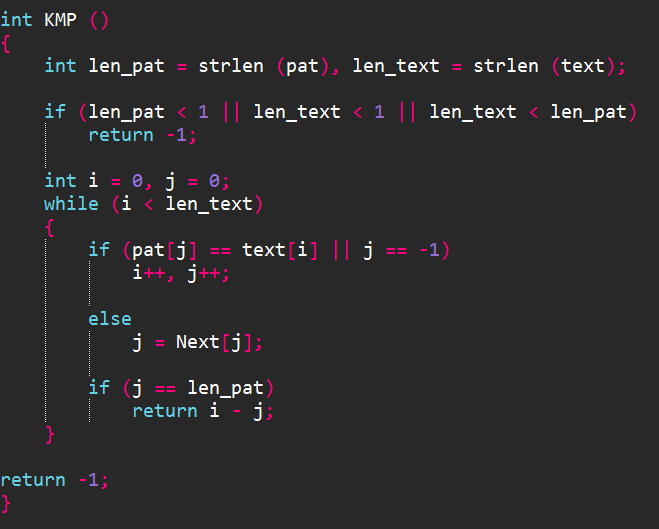 int KMP ()
{
    int len_pat = strlen (pat), len_text = strlen (text);
    if (len_pat < 1 || len_text < 1 || len_text < len_pat)
        return -1;
    int i = 0, j = 0;
    while (i < len_text)
    {
        if (pat[j] == text[i] || j == -1)
            i++, j++;
        else
            j = Next[j];
        if (j == len_pat)
            return i - j;
    }
return -1;
}